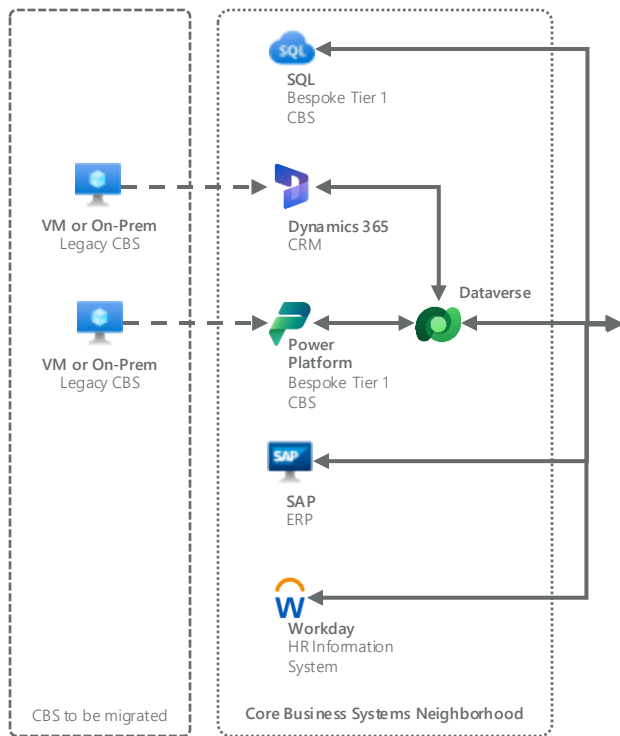 SQL
SQL
Bespoke Tier 1
CBS
VM or On-Prem
Legacy CBS
Dynamics 365
CRM
Dataverse
VM or On-Prem
Legacy CBS
Power
Platform
Bespoke Tier 1
CBS
SAP
SAP
ERP
W
Workday
HR Information
System
CBS to be migrated
Core Business Systems Neighborhood